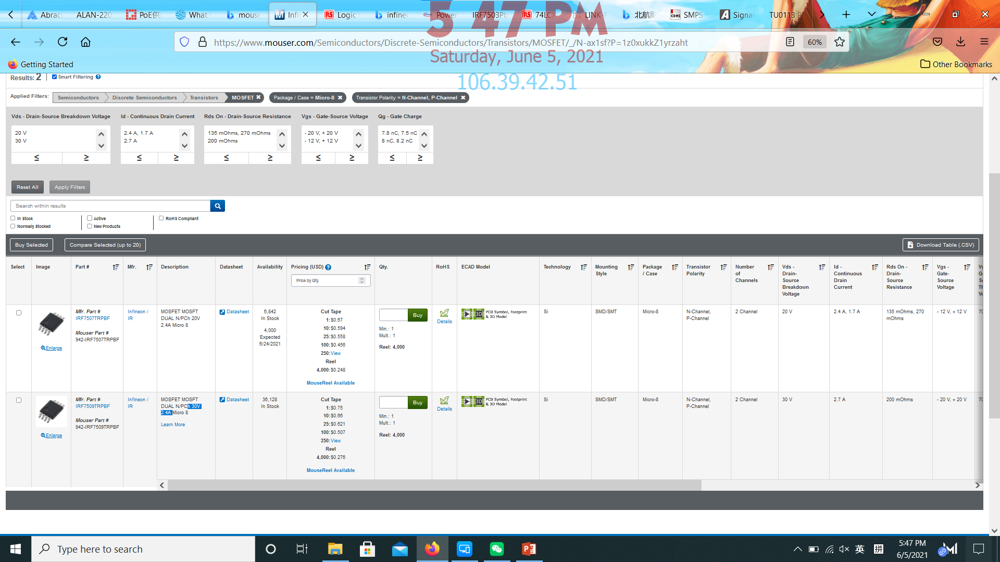 Abrac
ALAN-220
PoE供
What
mouse
Infin
Logic
infinec
Power
IRF7503Pb
74LCX
LINK-
北航贝
SMPS
Signal
TU0113
5 47 PM
https://www.mouser.com/Semiconductors/Discrete-Semiconductors/Transistors/MOSFET/_/N-ax1sf?P=1z0xukkZ1yrzaht
60%
Saturday, June 5, 2021
Getting Started
Other Bookmarks
106.39.42.51
Results: 2 | Smart Filtering
Applied Filters: Semiconductors Discrete Semiconductors Transistors MOSFET Package / Case = Micro-8 Transistor Polarity = N-Channel, P-Channel
Vds - Drain-Source Breakdown Voltage
20 V
30 V
≤ ≥
Id - Continuous Drain Current
2.4 A, 1.7 A
2.7 A
≤ ≥
Rds On - Drain-Source Resistance
135 mOhms, 270 mOhms
200 mOhms
≤ ≥
Vgs - Gate-Source Voltage
- 20 V, + 20 V
- 12 V, + 12 V
≤ ≥
Qg - Gate Charge
7.8 nC, 7.5 nC
8 nC, 8.2 nC
≤ ≥
Reset All Apply Filters
Search within results
In Stock
Normally Stocked
Active
New Products
RoHS Compliant
Buy Selected Compare Selected (up to 20) Download Table (.CSV)
Select
Image
Part #
Mfr.
Description
Datasheet
Availability
Pricing (USD)
Price by Qty.
Qty.
RoHS
ECAD Model
Technology
Mounting
Style
Package
/ Case
Transistor
Polarity
Number
of
Channels
Vds -
Drain-
Source
Breakdown
Voltage
Id -
Continuous
Drain
Current
Rds On -
Drain-
Source
Resistance
Vgs -
Gate-
Source
Voltage
Enlarge
Mfr. Part #
IRF7507TRPBF
Mouser Part #
942-IRF7507TRPBF
Infineon /
IR
MOSFET MOSFT
DUAL N/PCh 20V
2.4A Micro 8
Datasheet
6,842
In Stock
4,000
Expected
6/24/2021
Cut Tape
1: $0.67
10: $0.594
25: $0.558
100: $0.456
250: View
Reel
4,000: $0.248
MouseReel Available
Buy
Min.: 1
Mult.: 1
Reel: 4,000
RoHS
Details
3D
PCB Symbol, Footprint
& 3D Model
Si
SMD/SMT
Micro-8
N-Channel,
P-Channel
2 Channel
20 V
2.4 A, 1.7 A
135 mOhms, 270
mOhms
- 12 V, + 12 V
Enlarge
Mfr. Part #
IRF7509TRPBF
Mouser Part #
942-IRF7509TRPBF
Infineon /
IR
MOSFET MOSFT
DUAL N/PCh 30V
2.4A Micro 8
Learn More
Datasheet
36,128
In Stock
Cut Tape
1: $0.75
10: $0.66
25: $0.621
100: $0.507
250: View
Reel
4,000: $0.276
MouseReel Available
Buy
Min.: 1
Mult.: 1
Reel: 4,000
RoHS
Details
3D
PCB Symbol, Footprint
& 3D Model
Si
SMD/SMT
Micro-8
N-Channel,
P-Channel
2 Channel
30 V
2.7 A
200 mOhms
- 20 V, + 20 V
Type here to search
英
拼
5:47 PM
6/5/2021